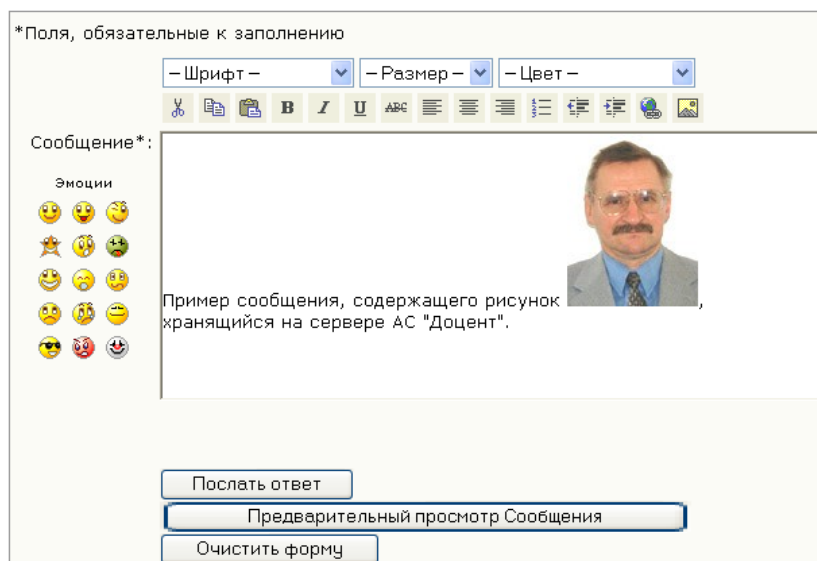 *Поля, обязательные к заполнению
– Шрифт – – Размер – – Цвет –
B I U ABC
Сообщение*:
Эмоции
Пример сообщения, содержащего рисунок ,
хранящийся на сервере АС "Доцент".
Послать ответ
Предварительный просмотр Сообщения
Очистить форму